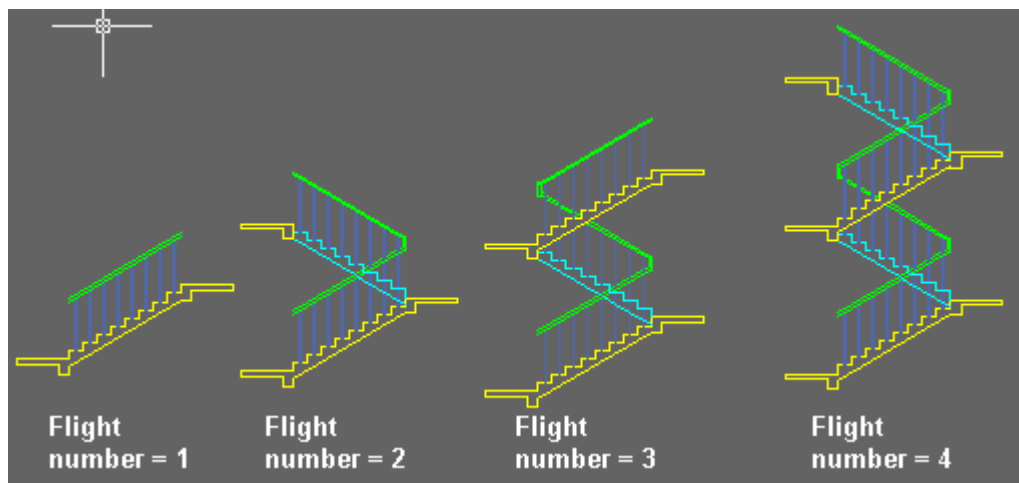 Flight
number = 1
Flight
number = 2
Flight
number = 3
Flight
number = 4